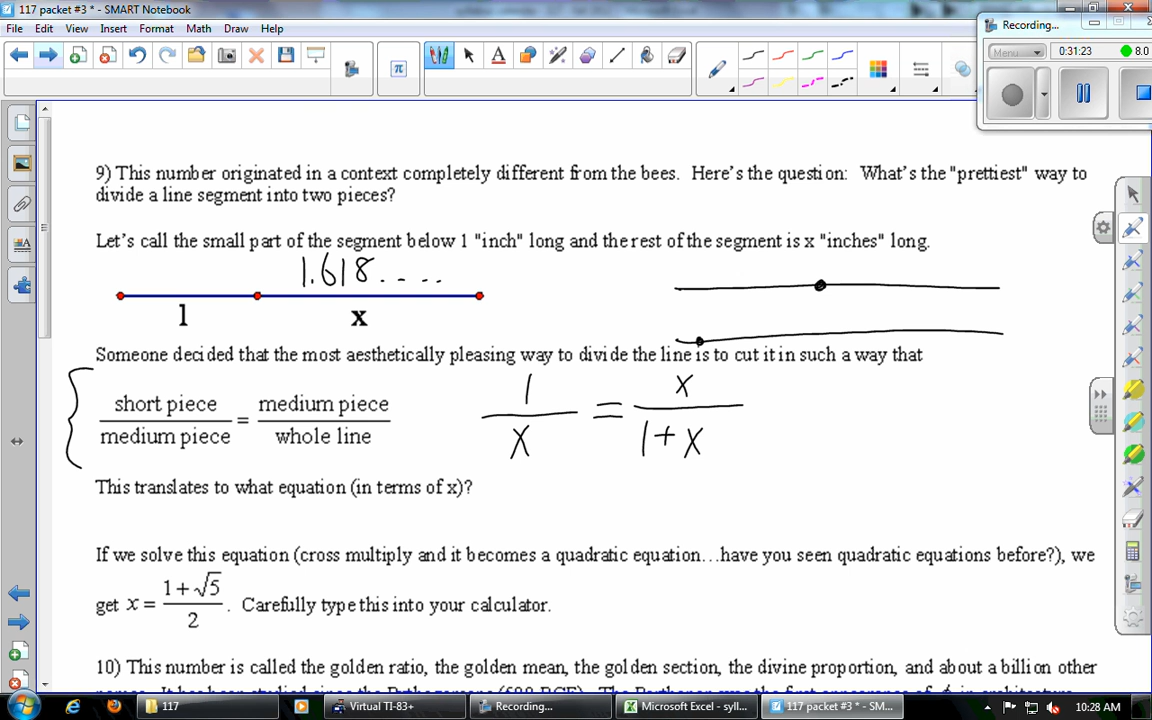 117 packet #3 * - SMART Notebook
File Edit View Insert Format Math Draw Help
Recording...
Menu
0:31:23
8.0
π
A
9) This number originated in a context completely different from the bees. Here's the question: What's the "prettiest" way to
divide a line segment into two pieces?
Let's call the small part of the segment below 1 "inch" long and the rest of the segment is x "inches" long.
1.618....
1 x
Someone decided that the most aesthetically pleasing way to divide the line is to cut it in such a way that
short piece / medium piece = medium piece / whole line
1 / x = x / 1+x
This translates to what equation (in terms of x)?
If we solve this equation (cross multiply and it becomes a quadratic equation…have you seen quadratic equations before?), we
get x = (1+√5) / 2 . Carefully type this into your calculator.
10) This number is called the golden ratio, the golden mean, the golden section, the divine proportion, and about a billion other
117
Virtual TI-83+
Recording...
Microsoft Excel - syll...
117 packet #3 * - SM...
10:28 AM